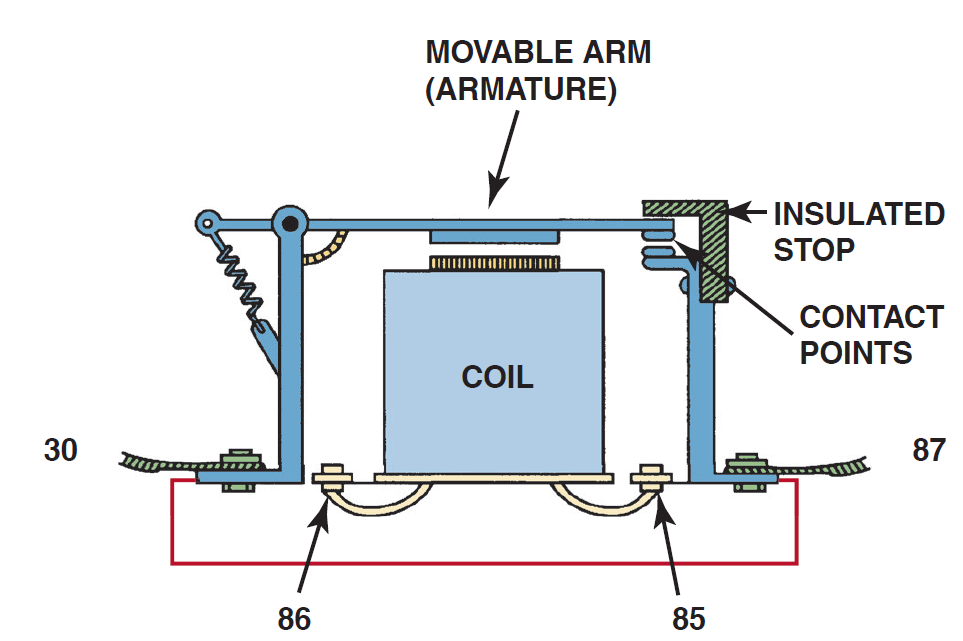 MOVABLE ARM
(ARMATURE)
INSULATED
STOP
CONTACT
POINTS
COIL
30
87
86
85